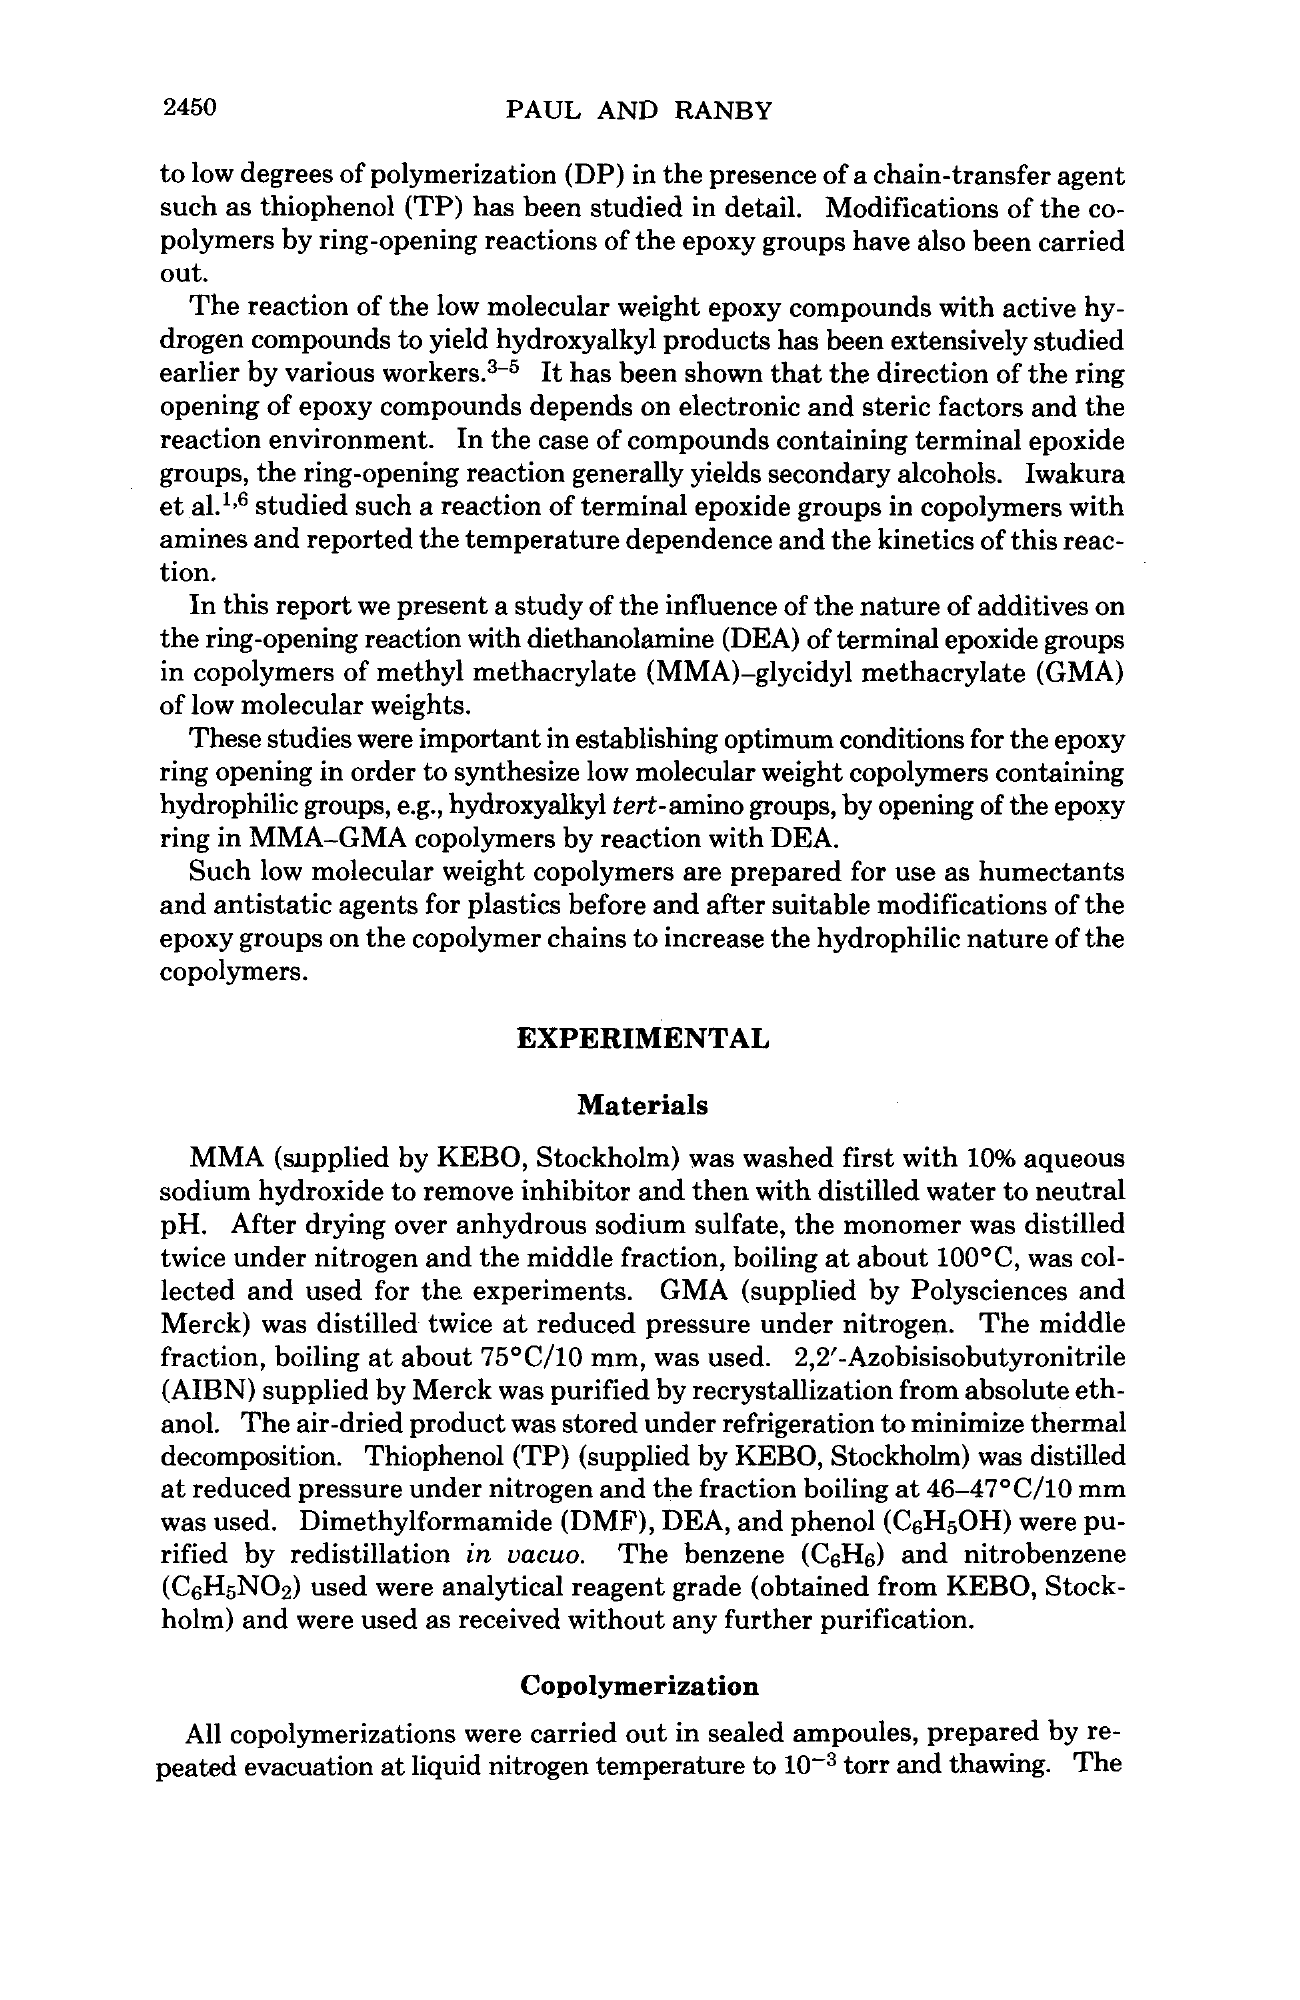 2450
PAUL AND RANBY
to low degrees of polymerization (DP) in the presence of a chain-transfer agent
such as thiophenol (TP) has been studied in detail. Modifications of the co-
polymers by ring-opening reactions of the epoxy groups have also been carried
out.
The reaction of the low molecular weight epoxy compounds with active hy-
drogen compounds to yield hydroxyalkyl products has been extensively studied
earlier by various workers.³⁻⁵ It has been shown that the direction of the ring
opening of epoxy compounds depends on electronic and steric factors and the
reaction environment. In the case of compounds containing terminal epoxide
groups, the ring-opening reaction generally yields secondary alcohols. Iwakura
et al.¹,⁶ studied such a reaction of terminal epoxide groups in copolymers with
amines and reported the temperature dependence and the kinetics of this reac-
tion.
In this report we present a study of the influence of the nature of additives on
the ring-opening reaction with diethanolamine (DEA) of terminal epoxide groups
in copolymers of methyl methacrylate (MMA)–glycidyl methacrylate (GMA)
of low molecular weights.
These studies were important in establishing optimum conditions for the epoxy
ring opening in order to synthesize low molecular weight copolymers containing
hydrophilic groups, e.g., hydroxyalkyl tert-amino groups, by opening of the epoxy
ring in MMA–GMA copolymers by reaction with DEA.
Such low molecular weight copolymers are prepared for use as humectants
and antistatic agents for plastics before and after suitable modifications of the
epoxy groups on the copolymer chains to increase the hydrophilic nature of the
copolymers.
EXPERIMENTAL
Materials
MMA (supplied by KEBO, Stockholm) was washed first with 10% aqueous
sodium hydroxide to remove inhibitor and then with distilled water to neutral
pH. After drying over anhydrous sodium sulfate, the monomer was distilled
twice under nitrogen and the middle fraction, boiling at about 100°C, was col-
lected and used for the experiments. GMA (supplied by Polysciences and
Merck) was distilled twice at reduced pressure under nitrogen. The middle
fraction, boiling at about 75°C/10 mm, was used. 2,2′-Azobisisobutyronitrile
(AIBN) supplied by Merck was purified by recrystallization from absolute eth-
anol. The air-dried product was stored under refrigeration to minimize thermal
decomposition. Thiophenol (TP) (supplied by KEBO, Stockholm) was distilled
at reduced pressure under nitrogen and the fraction boiling at 46–47°C/10 mm
was used. Dimethylformamide (DMF), DEA, and phenol (C₆H₅OH) were pu-
rified by redistillation in vacuo. The benzene (C₆H₆) and nitrobenzene
(C₆H₅NO₂) used were analytical reagent grade (obtained from KEBO, Stock-
holm) and were used as received without any further purification.
Copolymerization
All copolymerizations were carried out in sealed ampoules, prepared by re-
peated evacuation at liquid nitrogen temperature to 10⁻³ torr and thawing. The